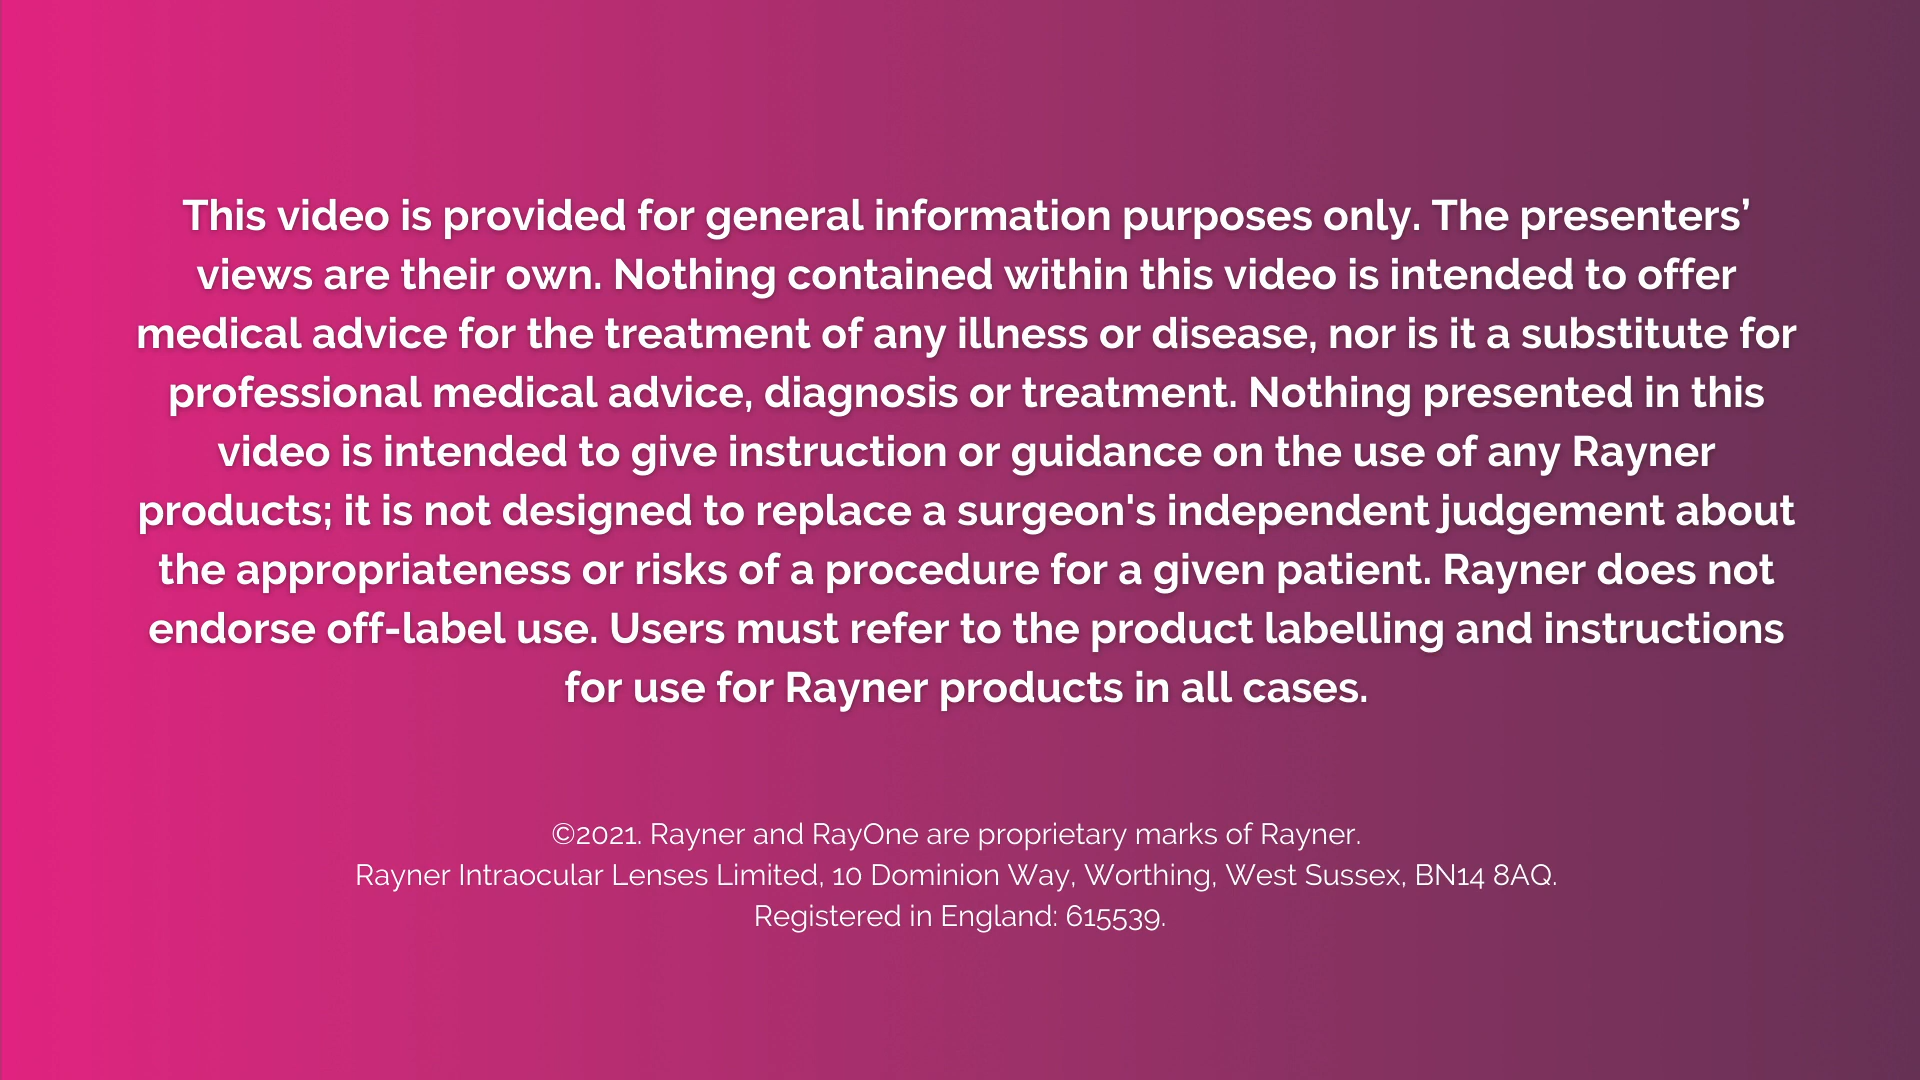 This video is provided for general information purposes only. The presenters’
views are their own. Nothing contained within this video is intended to offer
medical advice for the treatment of any illness or disease, nor is it a substitute for
professional medical advice, diagnosis or treatment. Nothing presented in this
video is intended to give instruction or guidance on the use of any Rayner
products; it is not designed to replace a surgeon's independent judgement about
the appropriateness or risks of a procedure for a given patient. Rayner does not
endorse off-label use. Users must refer to the product labelling and instructions
for use for Rayner products in all cases.
©2021. Rayner and RayOne are proprietary marks of Rayner.
Rayner Intraocular Lenses Limited, 10 Dominion Way, Worthing, West Sussex, BN14 8AQ.
Registered in England: 615539.